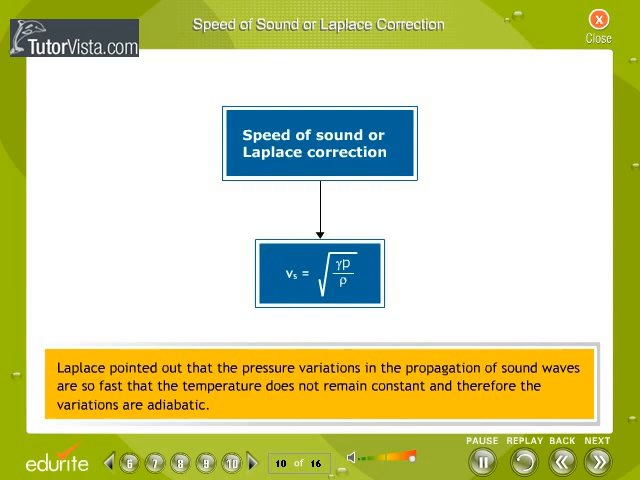 Speed of Sound or Laplace Correction
X
Close
TutorVista.com
Speed of sound or
Laplace correction
vs = √(γp/ρ)
Laplace pointed out that the pressure variations in the propagation of sound waves
are so fast that the temperature does not remain constant and therefore the
variations are adiabatic.
PAUSE REPLAY BACK NEXT
edurite
6 7 8 9 10
10 of 16